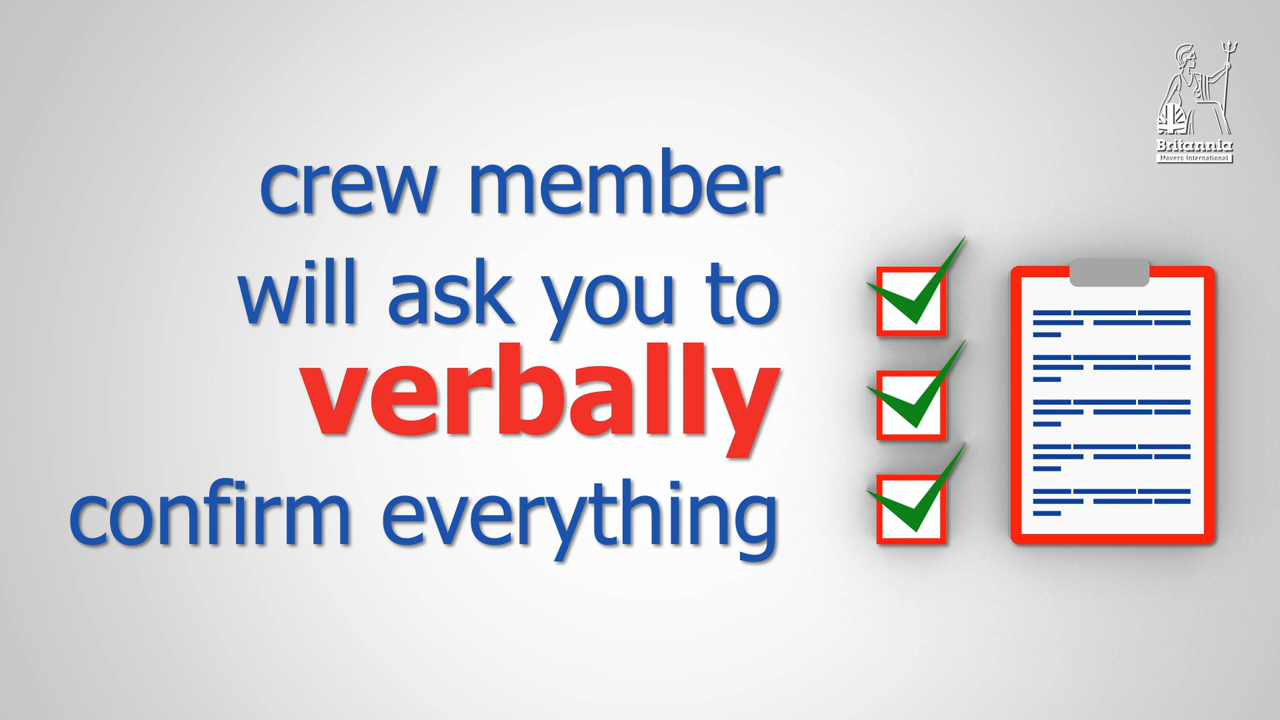 crew member
will ask you to
verbally
confirm everything
Britannia
Movers International